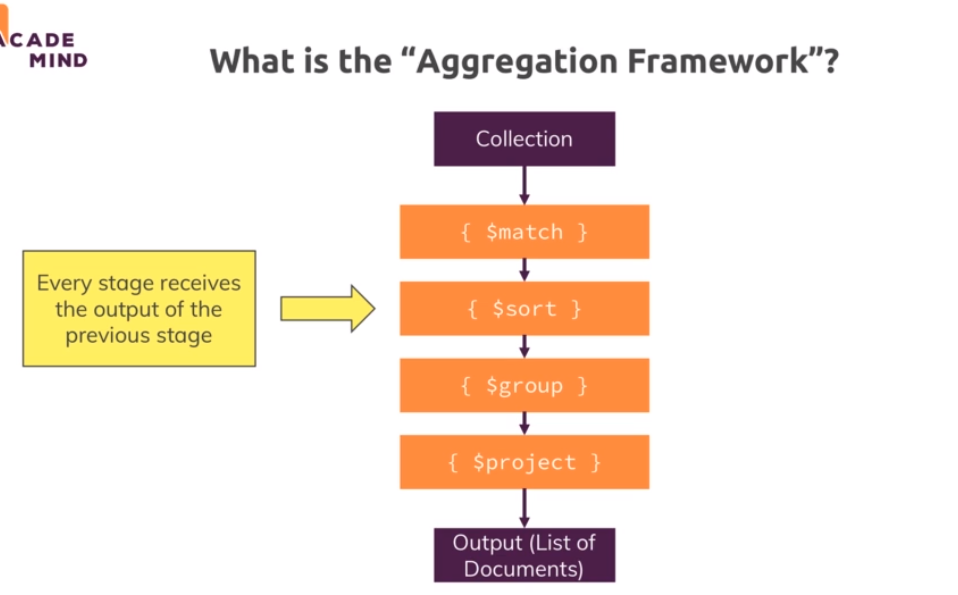 ACADE
MIND
What is the “Aggregation Framework”?
Collection
{ $match }
Every stage receives
the output of the
previous stage
{ $sort }
{ $group }
{ $project }
Output (List of
Documents)